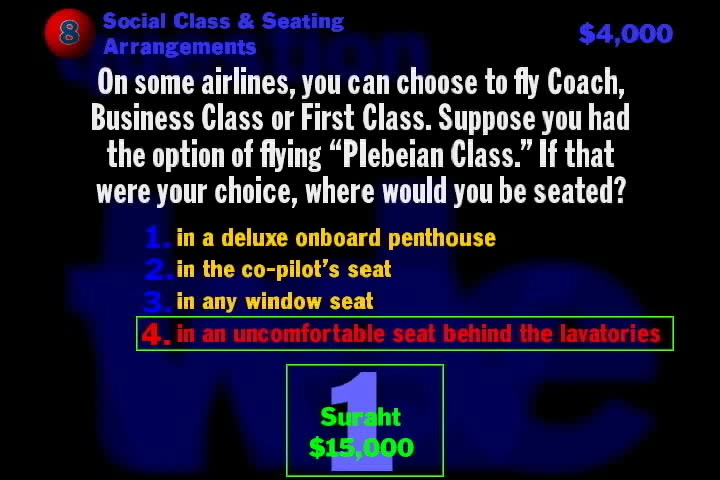 8
Social Class & Seating
Arrangements
$4,000
On some airlines, you can choose to fly Coach,
Business Class or First Class. Suppose you had
the option of flying “Plebeian Class.” If that
were your choice, where would you be seated?
1. in a deluxe onboard penthouse
2. in the co-pilot's seat
3. in any window seat
4. in an uncomfortable seat behind the lavatories
1
Suraht
$15,000